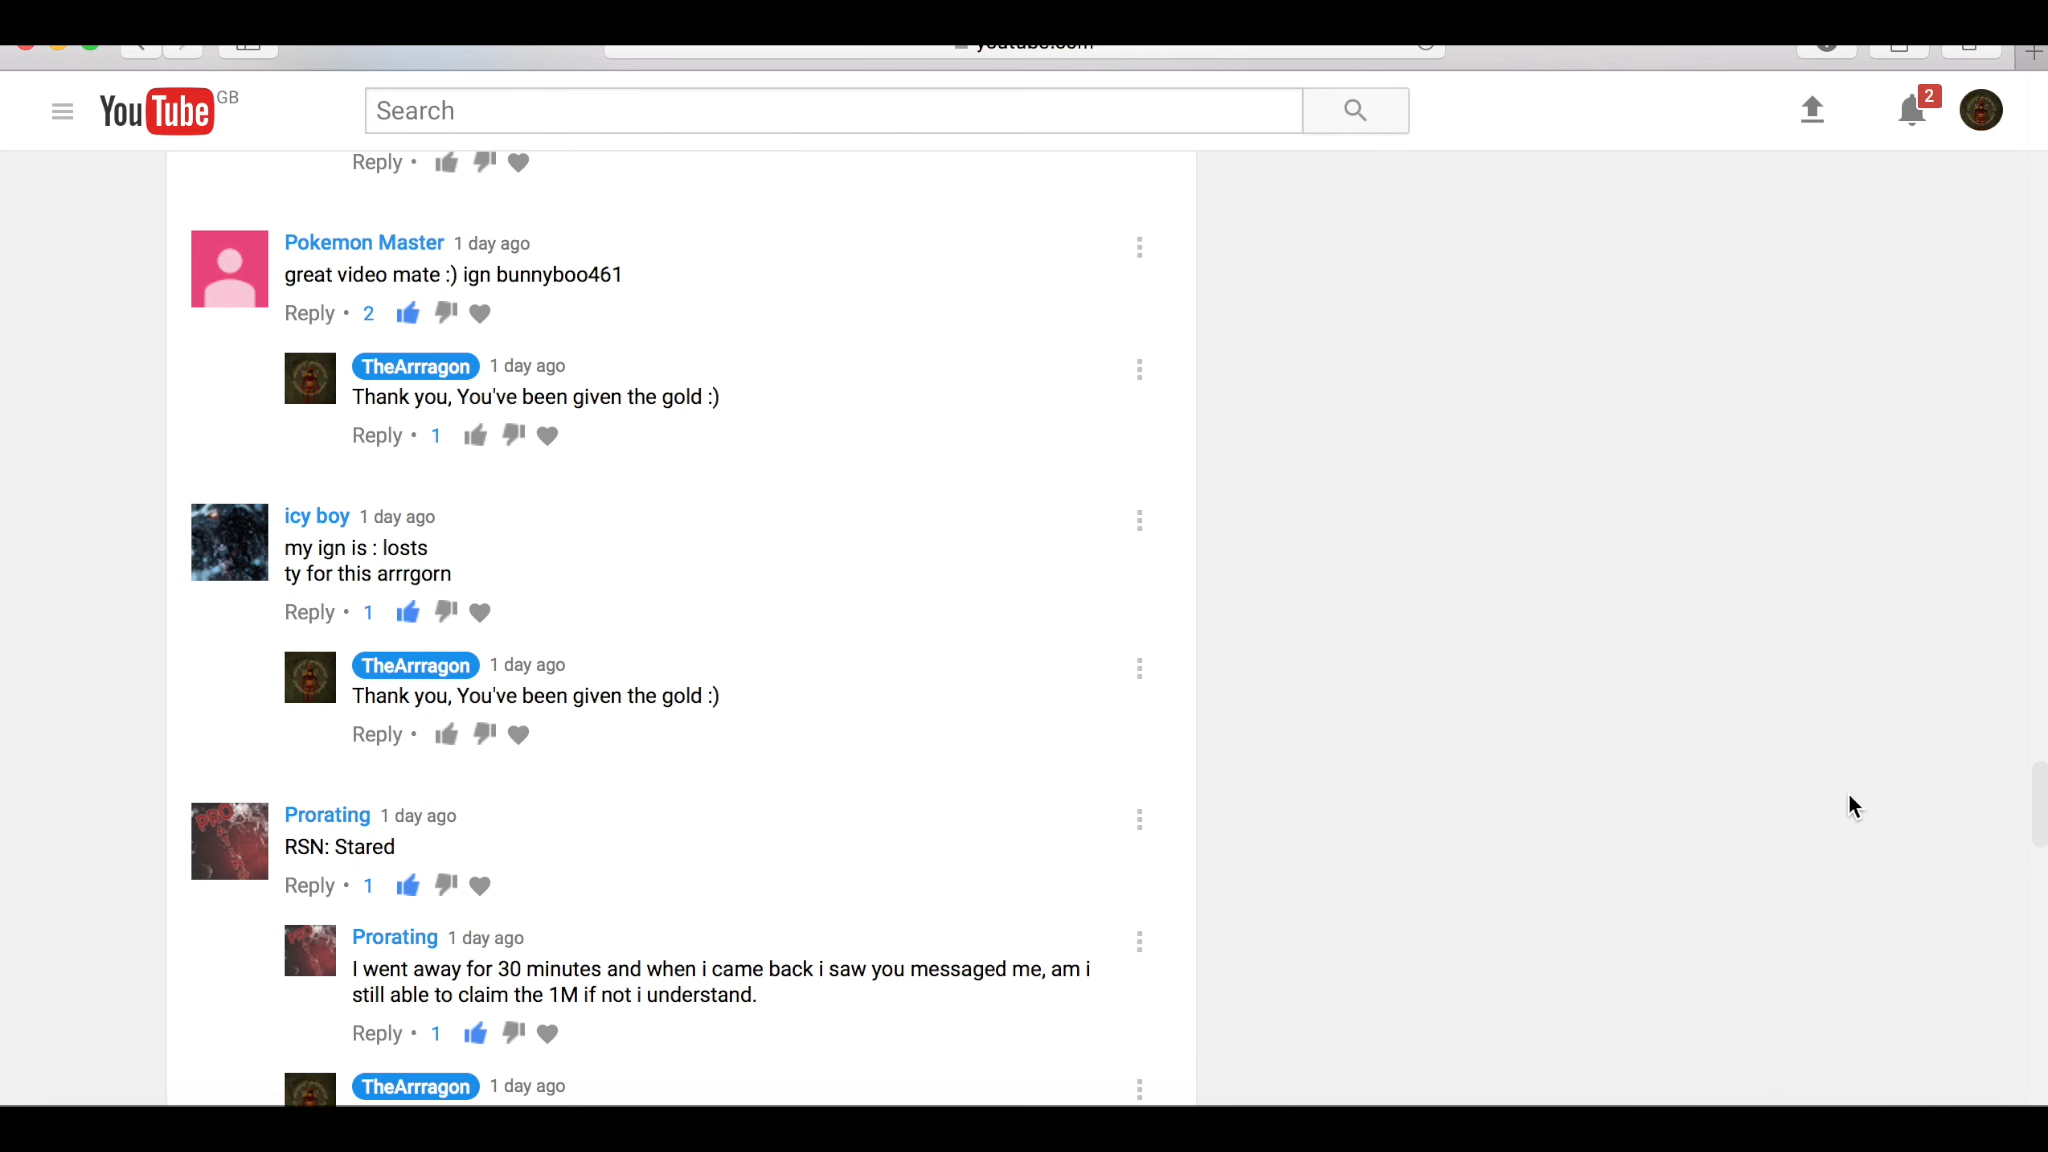 youtube.com
YouTube GB
Search
2
Reply •
Pokemon Master 1 day ago
great video mate :) ign bunnyboo461
Reply • 2
TheArrragon 1 day ago
Thank you, You've been given the gold :)
Reply • 1
icy boy 1 day ago
my ign is : losts
ty for this arrrgorn
Reply • 1
TheArrragon 1 day ago
Thank you, You've been given the gold :)
Reply •
Prorating 1 day ago
RSN: Stared
Reply • 1
Prorating 1 day ago
I went away for 30 minutes and when i came back i saw you messaged me, am i
still able to claim the 1M if not i understand.
Reply • 1
TheArrragon 1 day ago